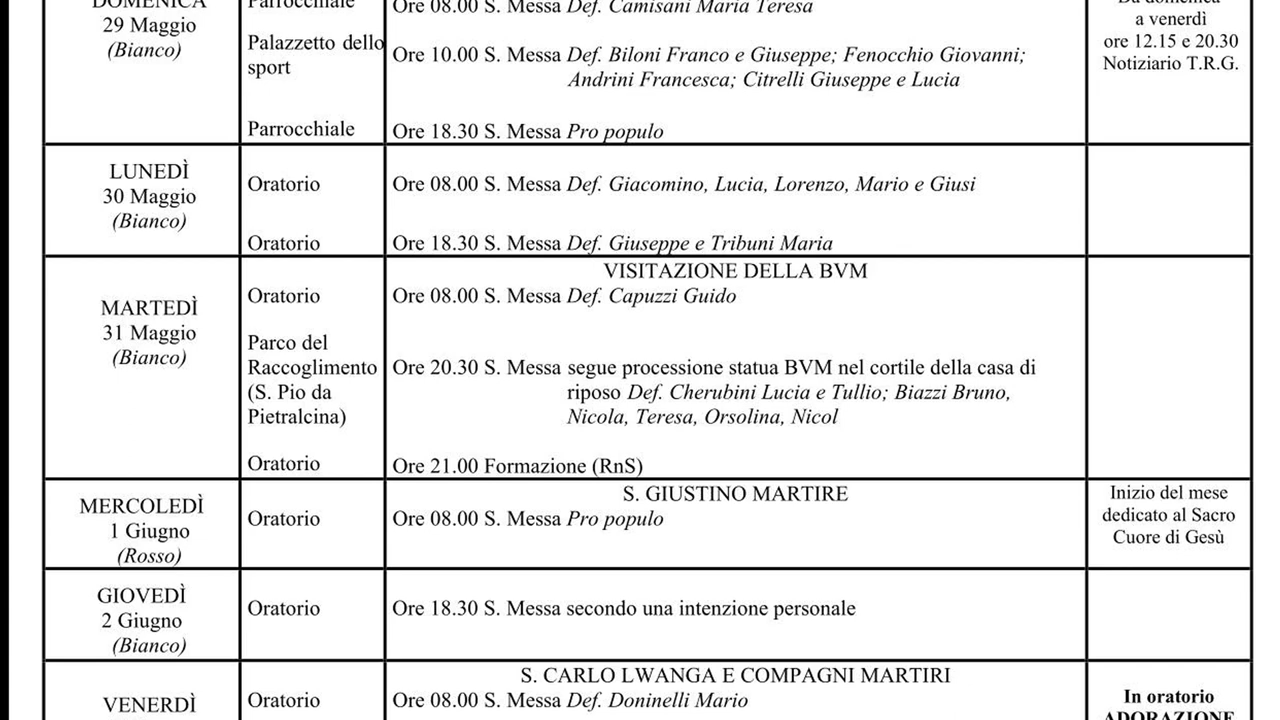 DOMENICA
29 Maggio
(Bianco)
Parrocchiale
Ore 08.00 S. Messa Def. Camisani Maria Teresa
Palazzetto dello
sport
Ore 10.00 S. Messa Def. Biloni Franco e Giuseppe; Fenocchio Giovanni;
Andrini Francesca; Citrelli Giuseppe e Lucia
Parrocchiale
Ore 18.30 S. Messa Pro populo
Da domenica
a venerdì
ore 12.15 e 20.30
Notiziario T.R.G.
LUNEDÌ
30 Maggio
(Bianco)
Oratorio
Ore 08.00 S. Messa Def. Giacomino, Lucia, Lorenzo, Mario e Giusi
Oratorio
Ore 18.30 S. Messa Def. Giuseppe e Tribuni Maria
MARTEDÌ
31 Maggio
(Bianco)
VISITAZIONE DELLA BVM
Oratorio
Ore 08.00 S. Messa Def. Capuzzi Guido
Parco del
Raccoglimento
(S. Pio da
Pietralcina)
Ore 20.30 S. Messa segue processione statua BVM nel cortile della casa di
riposo Def. Cherubini Lucia e Tullio; Biazzi Bruno,
Nicola, Teresa, Orsolina, Nicol
Oratorio
Ore 21.00 Formazione (RnS)
MERCOLEDÌ
1 Giugno
(Rosso)
S. GIUSTINO MARTIRE
Oratorio
Ore 08.00 S. Messa Pro populo
Inizio del mese
dedicato al Sacro
Cuore di Gesù
GIOVEDÌ
2 Giugno
(Bianco)
Oratorio
Ore 18.30 S. Messa secondo una intenzione personale
VENERDÌ
S. CARLO LWANGA E COMPAGNI MARTIRI
Oratorio
Ore 08.00 S. Messa Def. Doninelli Mario
In oratorio
ADORAZIONE